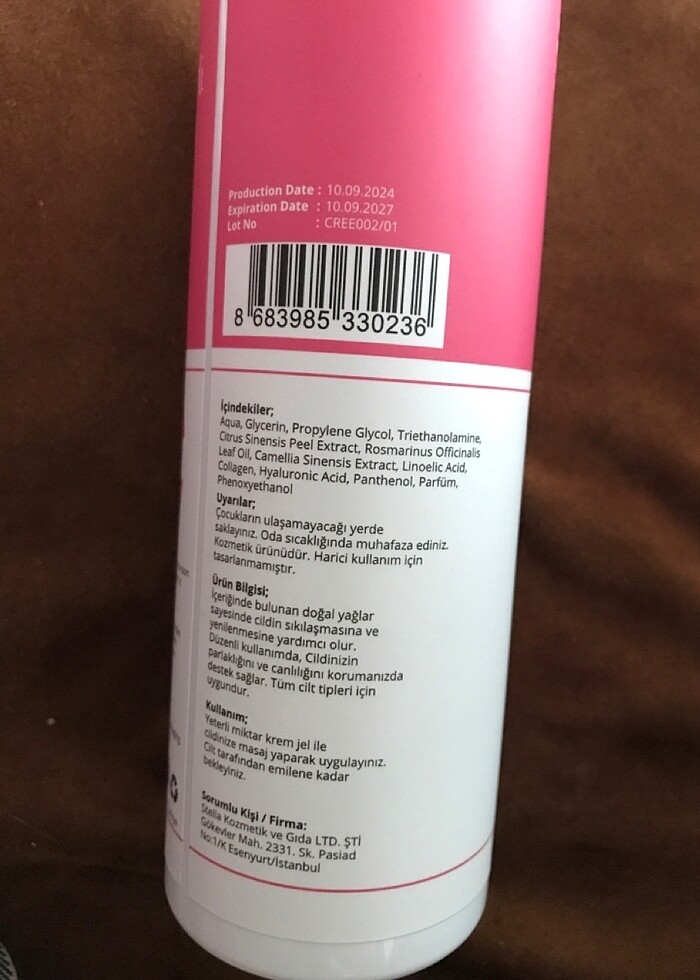 Production Date : 10.09.2024
Expiration Date : 10.09.2027
Lot No : CREE002/01
8 683985 330236
İçindekiler;
Aqua, Glycerin, Propylene Glycol, Triethanolamine,
Citrus Sinensis Peel Extract, Rosmarinus Officinalis
Leaf Oil, Camellia Sinensis Extract, Linoelic Acid,
Collagen, Hyaluronic Acid, Panthenol, Parfüm,
Phenoxyethanol
Uyarılar;
Çocukların ulaşamayacağı yerde
saklayınız. Oda sıcaklığında muhafaza ediniz.
Kozmetik ürünüdür. Harici kullanım için
tasarlanmamıştır.
Ürün Bilgisi;
İçeriğinde bulunan doğal yağlar
sayesinde cildin sıkılaşmasına ve
yenilenmesine yardımcı olur.
Düzenli kullanımda, Cildinizin
parlaklığını ve canlılığını korumanızda
destek sağlar. Tüm cilt tipleri için
uygundur.
Kullanım;
Yeterli miktar krem jel ile
cildinize masaj yaparak uygulayınız.
Cilt tarafından emilene kadar
bekleyiniz.
Sorumlu Kişi / Firma:
Stella Kozmetik ve Gıda LTD. ŞTİ
Gökevler Mah. 2331. Sk. Pasiad
No:1/K Esenyurt/İstanbul